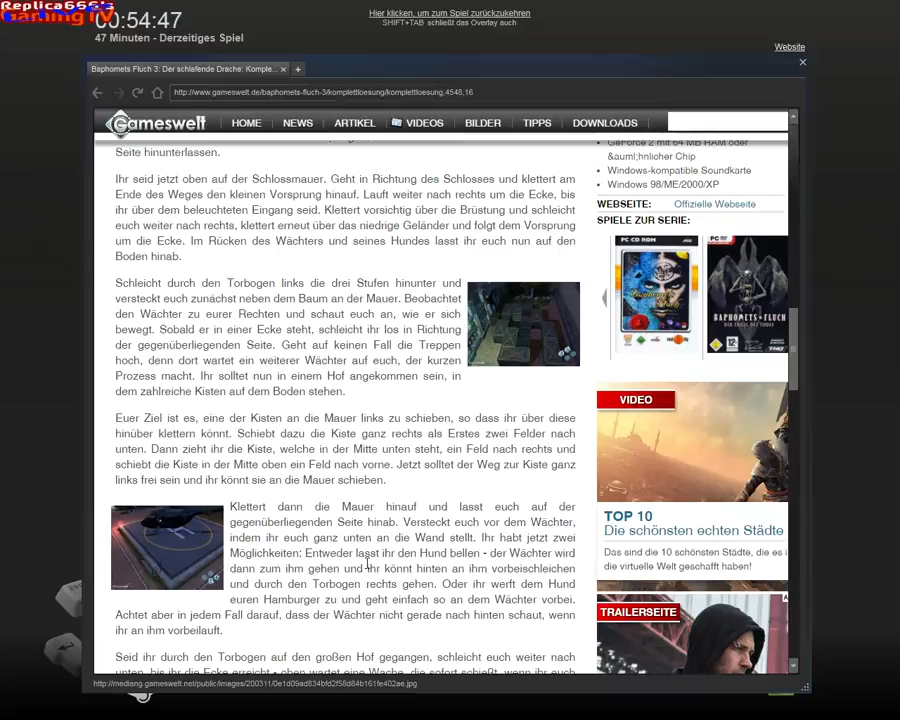 Replica666's
Gaming TV
00:54:47
47 Minuten - Derzeitiges Spiel
Hier klicken, um zum Spiel zurückzukehren
SHIFT+TAB schließt das Overlay auch
Website
Baphomets Fluch 3: Der schlafende Drache: Komple...
http://www.gameswelt.de/baphomets-fluch-3/komplettloesung/komplettloesung,4548,16
Gameswelt
HOME NEWS ARTIKEL VIDEOS BILDER TIPPS DOWNLOADS
Seite hinunterlassen.
Ihr seid jetzt oben auf der Schlossmauer. Geht in Richtung des Schlosses und klettert am
Ende des Weges den kleinen Vorsprung hinauf. Lauft weiter nach rechts um die Ecke, bis
ihr über dem beleuchteten Eingang seid. Klettert vorsichtig über die Brüstung und schleicht
euch weiter nach rechts, klettert erneut über das niedrige Geländer und folgt dem Vorsprung
um die Ecke. Im Rücken des Wächters und seines Hundes lasst ihr euch nun auf den
Boden hinab.
Schleicht durch den Torbogen links die drei Stufen hinunter und
versteckt euch zunächst neben dem Baum an der Mauer. Beobachtet
den Wächter zu eurer Rechten und schaut euch an, wie er sich
bewegt. Sobald er in einer Ecke steht, schleicht ihr los in Richtung
der gegenüberliegenden Seite. Geht auf keinen Fall die Treppen
hoch, denn dort wartet ein weiterer Wächter auf euch, der kurzen
Prozess macht. Ihr solltet nun in einem Hof angekommen sein, in
dem zahlreiche Kisten auf dem Boden stehen.
Euer Ziel ist es, eine der Kisten an die Mauer links zu schieben, so dass ihr über diese
hinüber klettern könnt. Schiebt dazu die Kiste ganz rechts als Erstes zwei Felder nach
unten. Dann zieht ihr die Kiste, welche in der Mitte unten steht, ein Feld nach rechts und
schiebt die Kiste in der Mitte oben ein Feld nach vorne. Jetzt solltet der Weg zur Kiste ganz
links frei sein und ihr könnt sie an die Mauer schieben.
Klettert dann die Mauer hinauf und lasst euch auf der
gegenüberliegenden Seite hinab. Versteckt euch vor dem Wächter,
indem ihr euch ganz unten an die Wand stellt. Ihr habt jetzt zwei
Möglichkeiten: Entweder lasst ihr den Hund bellen - der Wächter wird
dann zum ihm gehen und ihr könnt hinten an ihm vorbeischleichen
und durch den Torbogen rechts gehen. Oder ihr werft dem Hund
euren Hamburger zu und geht einfach so an dem Wächter vorbei.
Achtet aber in jedem Fall darauf, dass der Wächter nicht gerade nach hinten schaut, wenn
ihr an ihm vorbeilauft.
Seid ihr durch den Torbogen auf den großen Hof gegangen, schleicht euch weiter nach
unten, bis ihr die Ecke erreicht - oben wartet eine Wache, die sofort schießt, wenn ihr euch
GeForce 2 mit 64 MB RAM oder
&auml;hnlicher Chip
Windows-kompatible Soundkarte
Windows 98/ME/2000/XP
WEBSEITE: Offizielle Webseite
SPIELE ZUR SERIE:
PC CD ROM
BAPHOMETS FLUCH
VIDEO
TOP 10
Die schönsten echten Städte
Das sind die 10 schönsten Städte, die es i
die virtuelle Welt geschafft haben!
TRAILERSEITE
http://mediang.gameswelt.net/public/images/200311/0e1d09ad834bfd2f58d84b161fe402ae.jpg